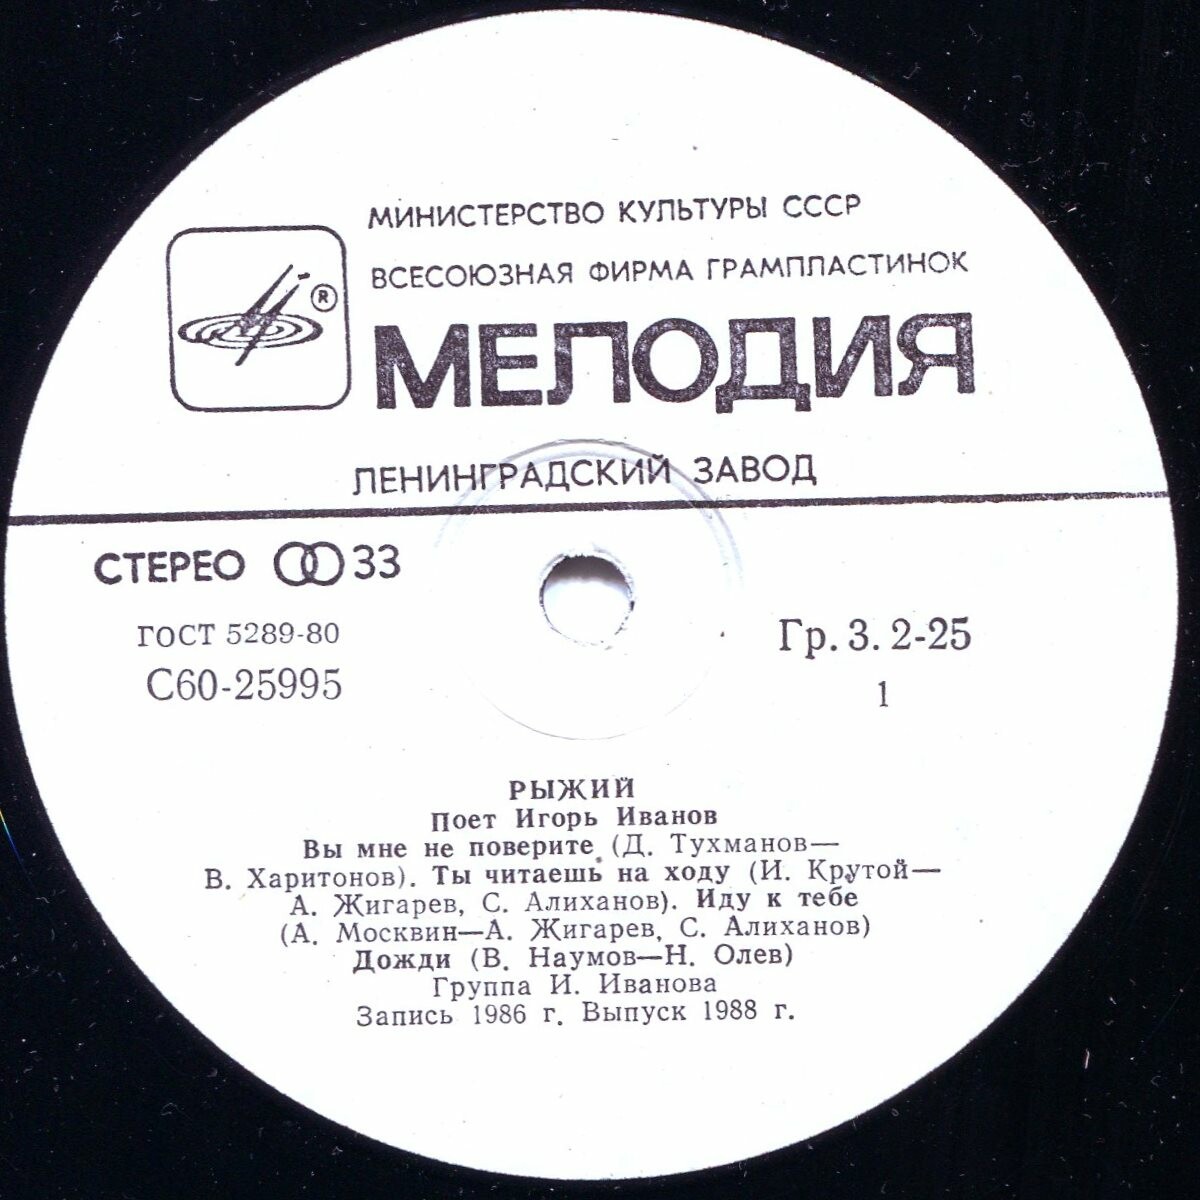 МИНИСТЕРСТВО КУЛЬТУРЫ СССР
ВСЕСОЮЗНАЯ ФИРМА ГРАМПЛАСТИНОК
®
МЕЛОДИЯ
ЛЕНИНГРАДСКИЙ ЗАВОД
СТЕРЕО 33
ГОСТ 5289-80
С60-25995
Гр. 3. 2-25
1
РЫЖИЙ
Поет Игорь Иванов
Вы мне не поверите (Д. Тухманов—
В. Харитонов). Ты читаешь на ходу (И. Крутой—
А. Жигарев, С. Алиханов). Иду к тебе
(А. Москвин—А. Жигарев, С. Алиханов)
Дожди (В. Наумов—Н. Олев)
Группа И. Иванова
Запись 1986 г. Выпуск 1988 г.